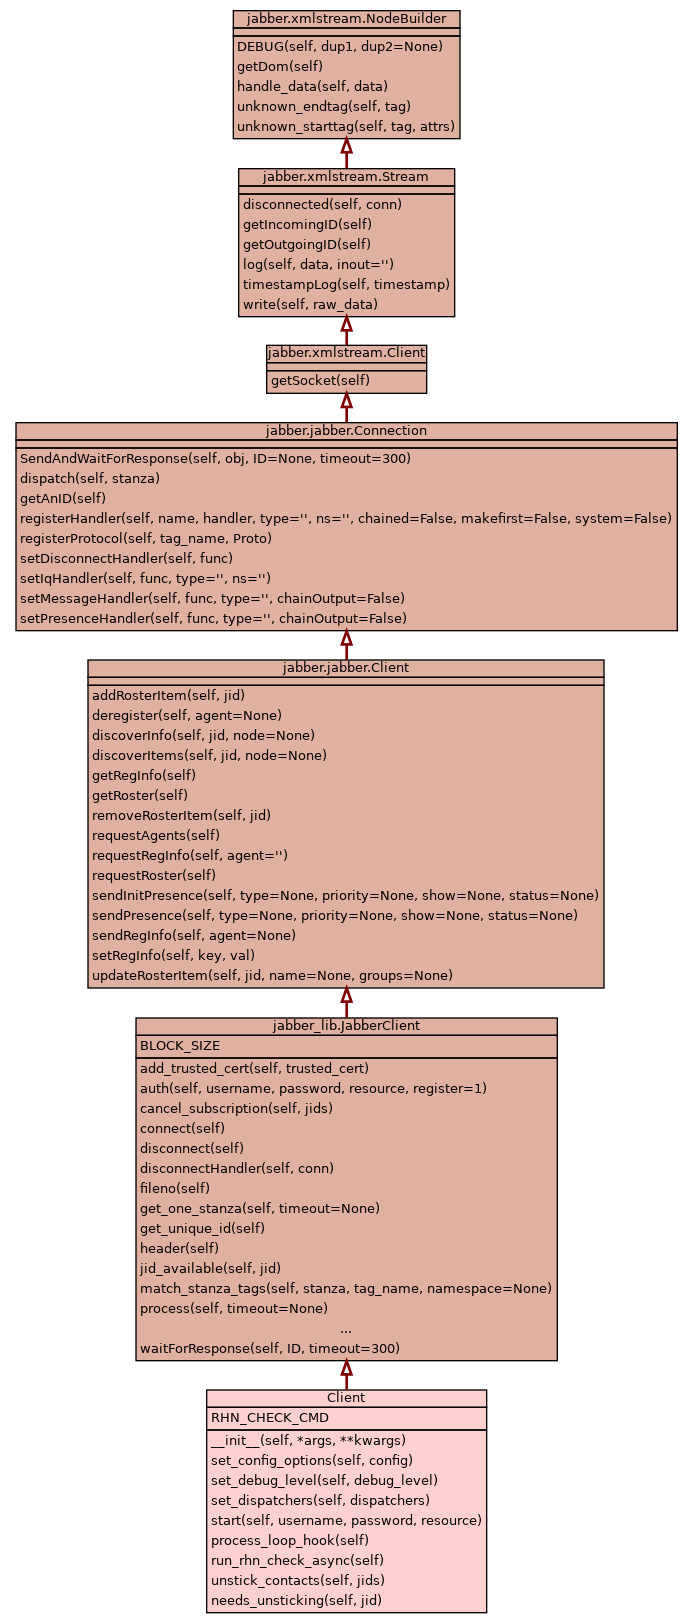 jabber.xmlstream.NodeBuilder
DEBUG(self, dup1, dup2=None)
getDom(self)
handle_data(self, data)
unknown_endtag(self, tag)
unknown_starttag(self, tag, attrs)
jabber.xmlstream.Stream
disconnected(self, conn)
getIncomingID(self)
getOutgoingID(self)
log(self, data, inout='')
timestampLog(self, timestamp)
write(self, raw_data)
jabber.xmlstream.Client
getSocket(self)
jabber.jabber.Connection
SendAndWaitForResponse(self, obj, ID=None, timeout=300)
dispatch(self, stanza)
getAnID(self)
registerHandler(self, name, handler, type='', ns='', chained=False, makefirst=False, system=False)
registerProtocol(self, tag_name, Proto)
setDisconnectHandler(self, func)
setIqHandler(self, func, type='', ns='')
setMessageHandler(self, func, type='', chainOutput=False)
setPresenceHandler(self, func, type='', chainOutput=False)
jabber.jabber.Client
addRosterItem(self, jid)
deregister(self, agent=None)
discoverInfo(self, jid, node=None)
discoverItems(self, jid, node=None)
getRegInfo(self)
getRoster(self)
removeRosterItem(self, jid)
requestAgents(self)
requestRegInfo(self, agent='')
requestRoster(self)
sendInitPresence(self, type=None, priority=None, show=None, status=None)
sendPresence(self, type=None, priority=None, show=None, status=None)
sendRegInfo(self, agent=None)
setRegInfo(self, key, val)
updateRosterItem(self, jid, name=None, groups=None)
jabber_lib.JabberClient
BLOCK_SIZE
add_trusted_cert(self, trusted_cert)
auth(self, username, password, resource, register=1)
cancel_subscription(self, jids)
connect(self)
disconnect(self)
disconnectHandler(self, conn)
fileno(self)
get_one_stanza(self, timeout=None)
get_unique_id(self)
header(self)
jid_available(self, jid)
match_stanza_tags(self, stanza, tag_name, namespace=None)
process(self, timeout=None)
...
waitForResponse(self, ID, timeout=300)
Client
RHN_CHECK_CMD
__init__(self, *args, **kwargs)
set_config_options(self, config)
set_debug_level(self, debug_level)
set_dispatchers(self, dispatchers)
start(self, username, password, resource)
process_loop_hook(self)
run_rhn_check_async(self)
unstick_contacts(self, jids)
needs_unsticking(self, jid)